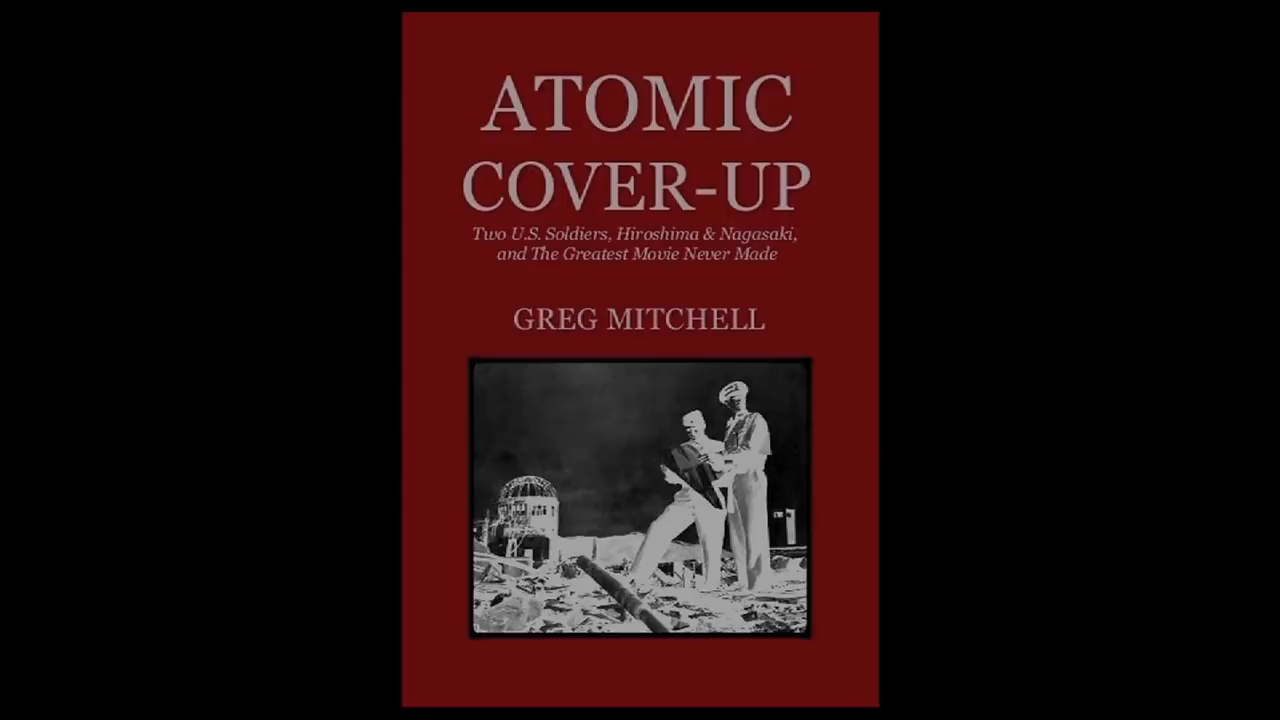 ATOMIC
COVER-UP
Two U.S. Soldiers, Hiroshima & Nagasaki,
and The Greatest Movie Never Made
GREG MITCHELL